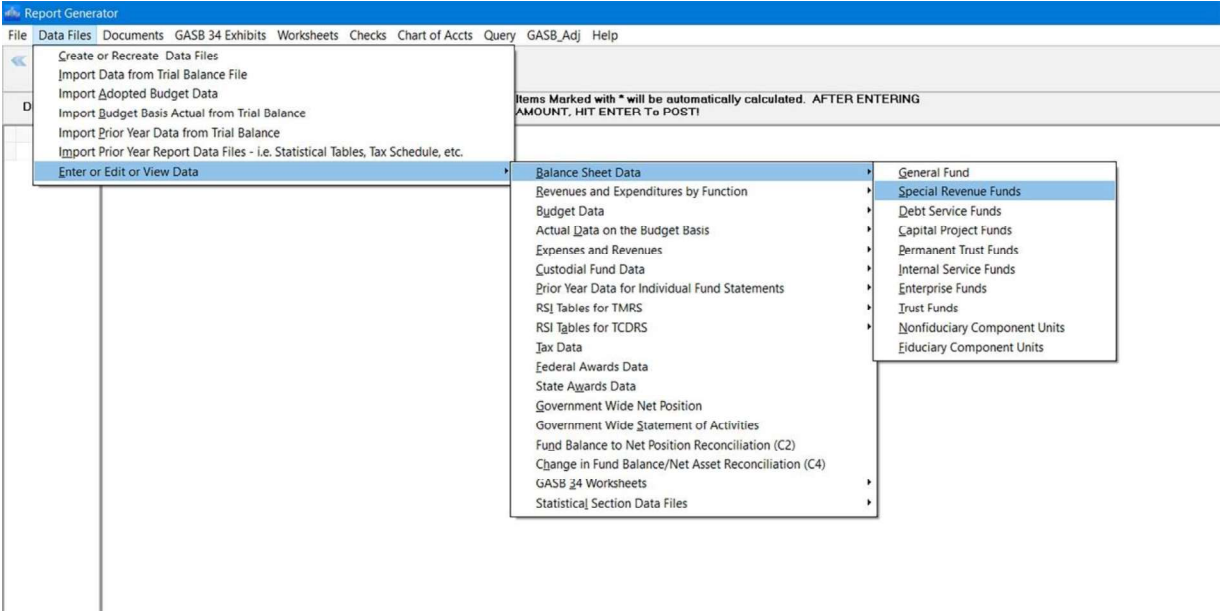 Report Generator
File Data Files Documents GASB 34 Exhibits Worksheets Checks Chart of Accts Query GASB_Adj Help
Create or Recreate Data Files
Import Data from Trial Balance File
Import Adopted Budget Data
Import Budget Basis Actual from Trial Balance
Import Prior Year Data from Trial Balance
Import Prior Year Report Data Files - i.e. Statistical Tables, Tax Schedule, etc.
Enter or Edit or View Data
D
Items Marked with * will be automatically calculated. AFTER ENTERING
AMOUNT, HIT ENTER To POST!
Balance Sheet Data
Revenues and Expenditures by Function
Budget Data
Actual Data on the Budget Basis
Expenses and Revenues
Custodial Fund Data
Prior Year Data for Individual Fund Statements
RSI Tables for TMRS
RSI Tables for TCDRS
Tax Data
Federal Awards Data
State Awards Data
Government Wide Net Position
Government Wide Statement of Activities
Fund Balance to Net Position Reconciliation (C2)
Change in Fund Balance/Net Asset Reconciliation (C4)
GASB 34 Worksheets
Statistical Section Data Files
General Fund
Special Revenue Funds
Debt Service Funds
Capital Project Funds
Permanent Trust Funds
Internal Service Funds
Enterprise Funds
Trust Funds
Nonfiduciary Component Units
Fiduciary Component Units